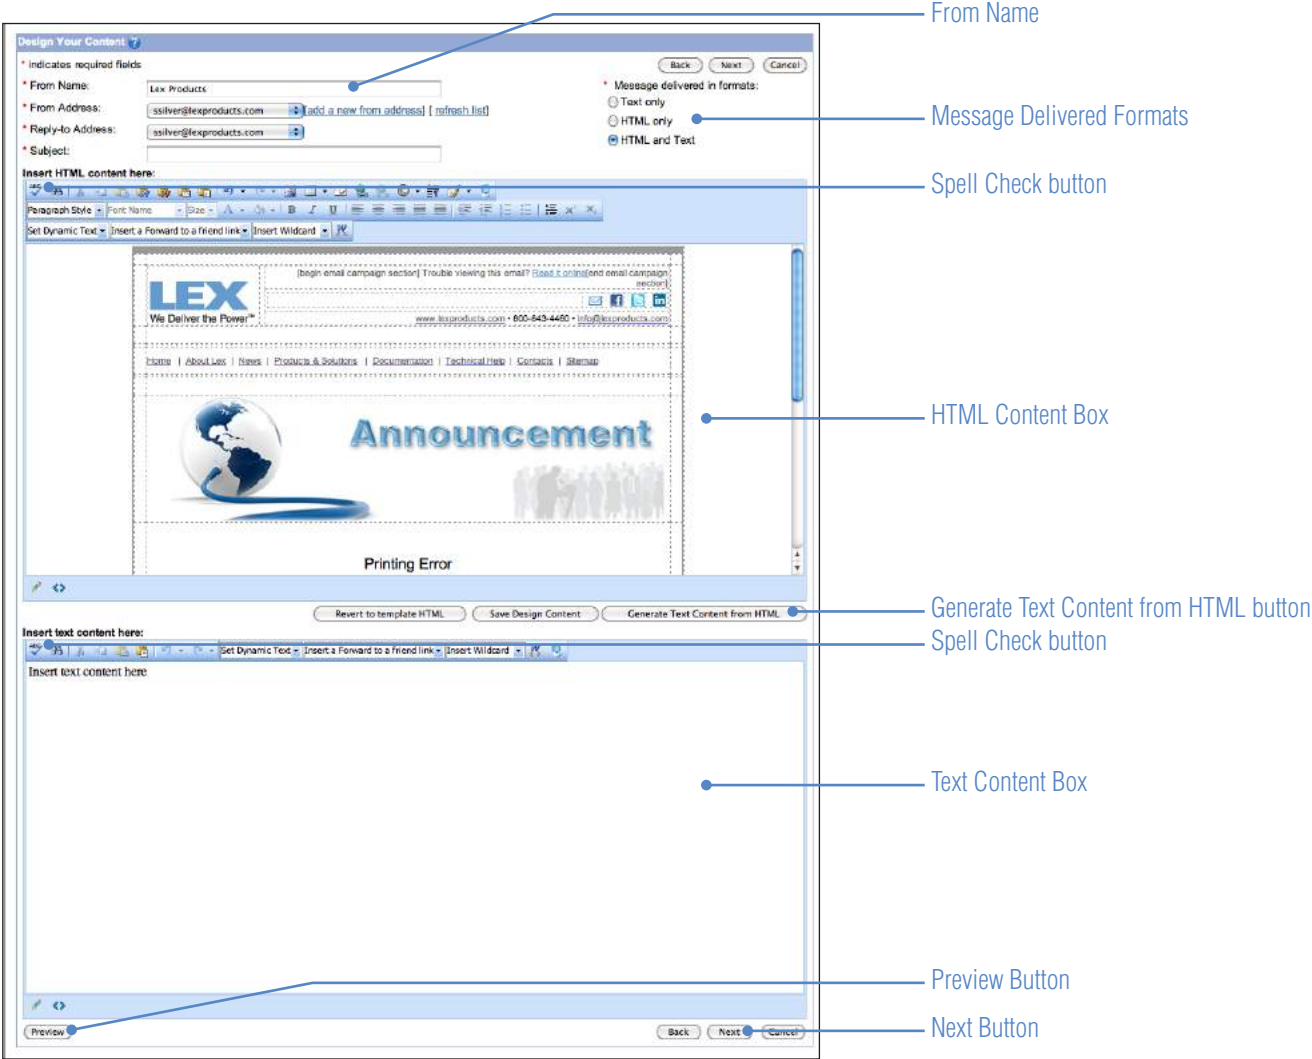 From Name
Design Your Content ?
* indicates required fields
Back Next Cancel
* From Name: Lex Products
* Message delivered in formats:
Text only
* From Address: ssilver@lexproducts.com [add a new from address] [ refresh list]
Message Delivered Formats
HTML only
* Reply-to Address: ssilver@lexproducts.com
HTML and Text
* Subject:
Insert HTML content here:
Spell Check button
Paragraph Style Font Name Size A B I U
Set Dynamic Text Insert a Forward to a friend link Insert Wildcard
[begin email campaign section] Trouble viewing this email? Read it online[end email campaign
section]
LEX
We Deliver the Power™
www.lexproducts.com • 800-643-4460 • info@lexproducts.com
Home | About Lex | News | Products & Solutions | Documentation | Technical Help | Contacts | Sitemap
HTML Content Box
Announcement
Printing Error
Revert to template HTML Save Design Content Generate Text Content from HTML
Generate Text Content from HTML button
Insert text content here:
Spell Check button
Set Dynamic Text Insert a Forward to a friend link Insert Wildcard
Insert text content here
Text Content Box
Preview Button
Preview
Back Next Cancel
Next Button